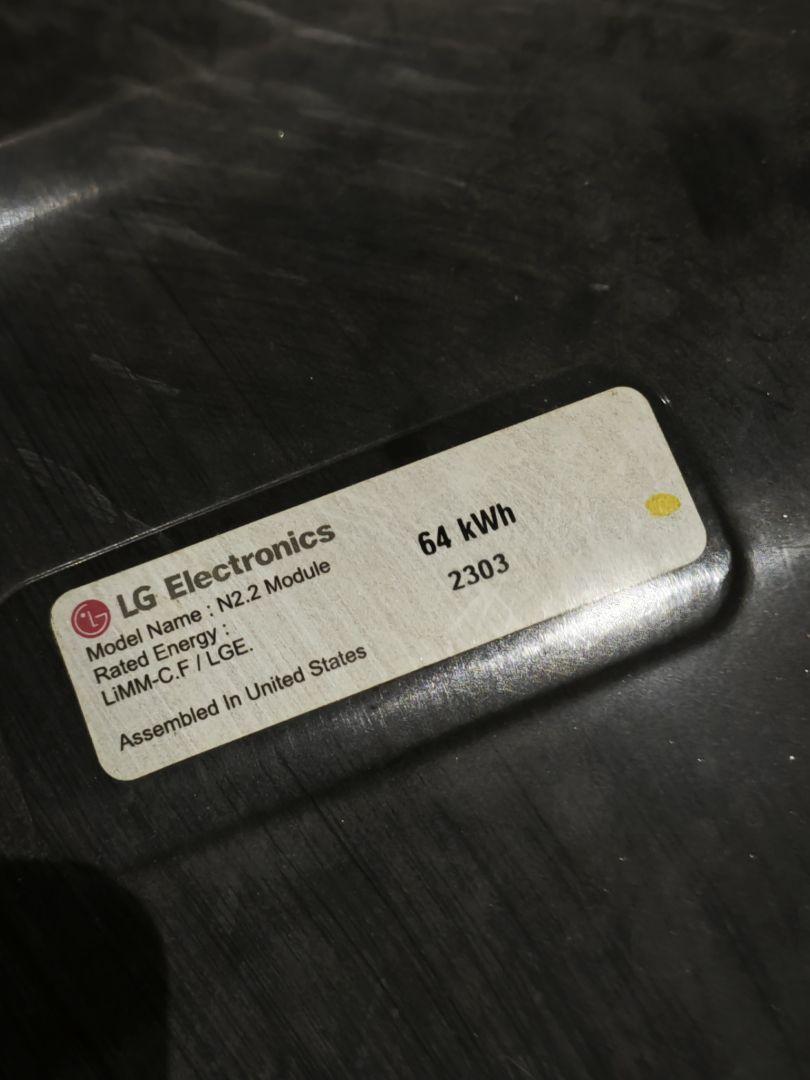 LG Electronics
Model Name : N2.2 Module
Rated Energy :
64 kWh
LiMM-C.F / LGE.
2303
Assembled In United States